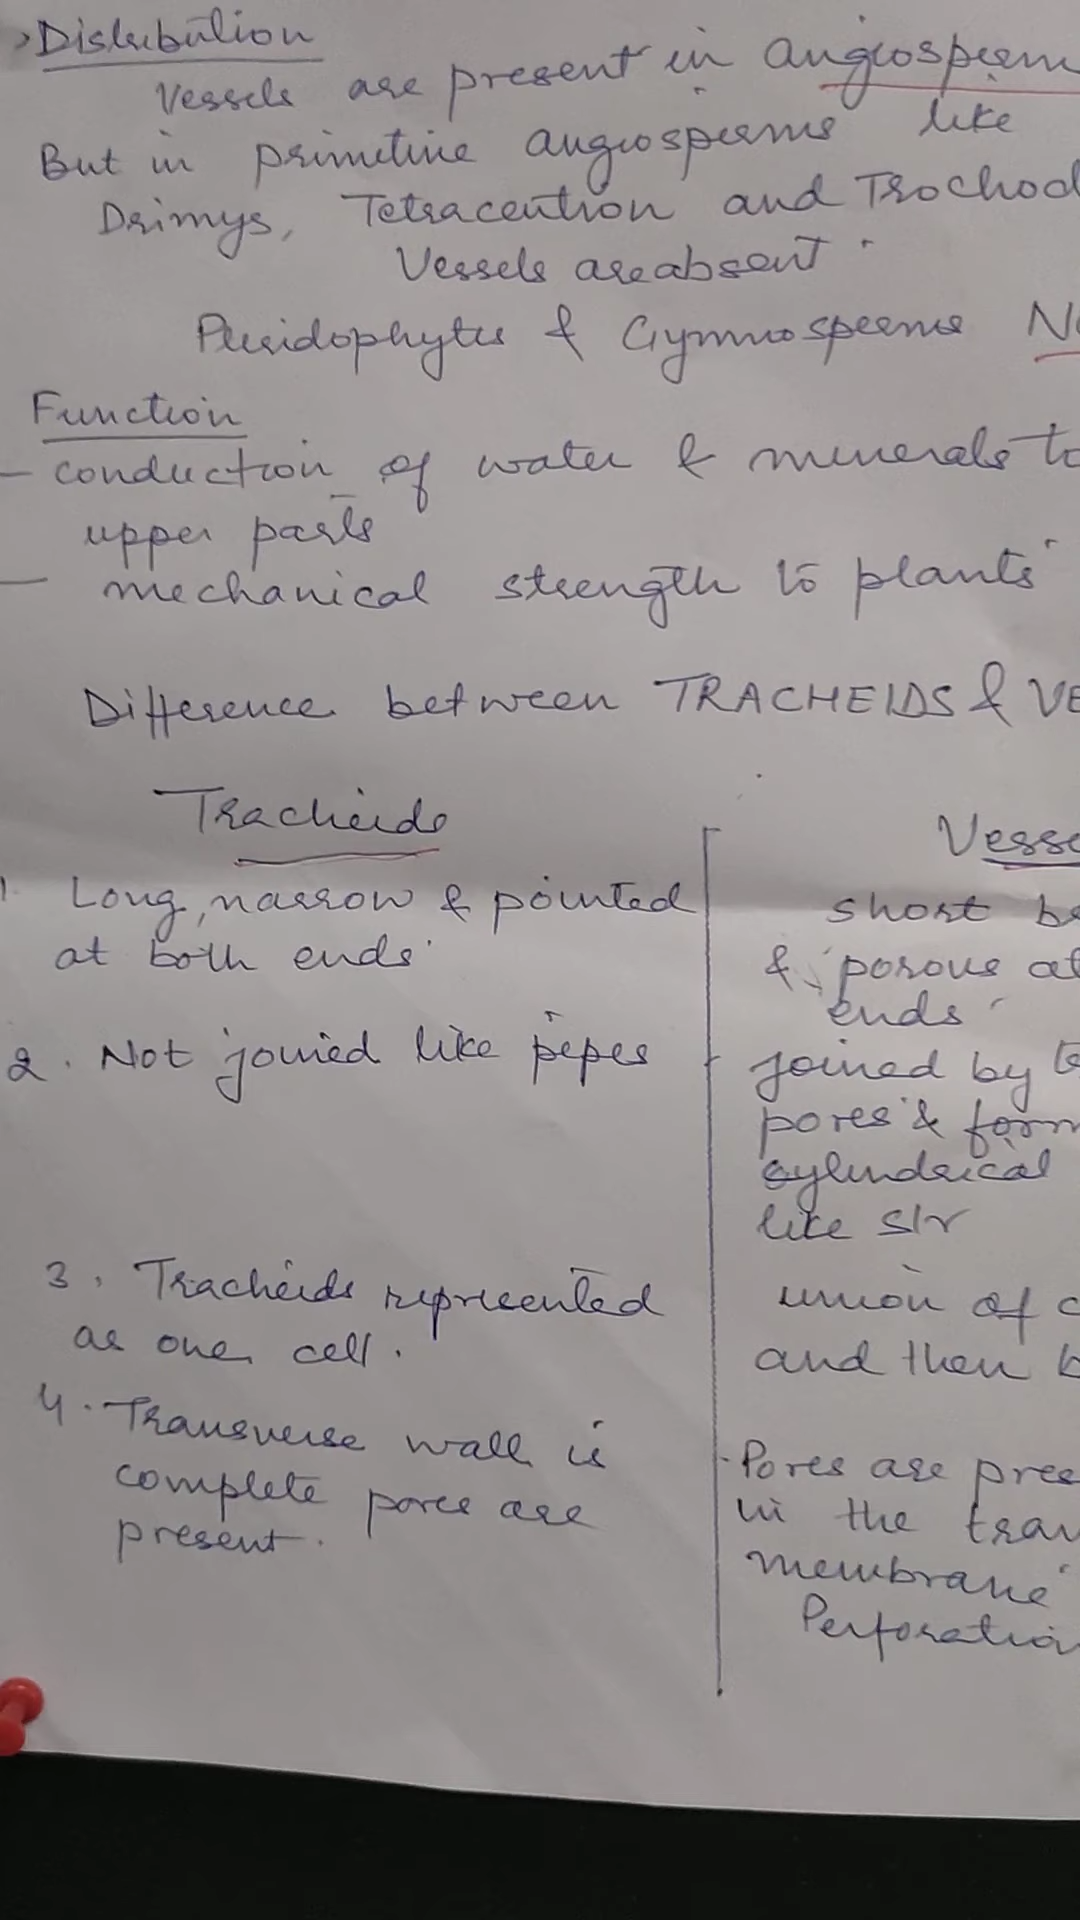 Distribution
Vessels are present in angiosperm
But in primitive angiosperms like
Drimys, Tetracention and Trochod
Vessels are absent
Pteridophytes & Gymnosperms No
Function
- conduction of water & minerals to
upper parts
- mechanical strength to plants
Difference between TRACHEIDS & VE
Tracheids
Vesse
1. Long, narrow & pointed
at both ends
short b
& porous at
ends
2. Not joined like pipes
joined by
pores & form
cylindrical
like str
3. Tracheids represented
as one cell.
union of c
and then b
4. Transverse wall is
complete pores are
present.
Pores are pres
in the tran
membrane
Perforation